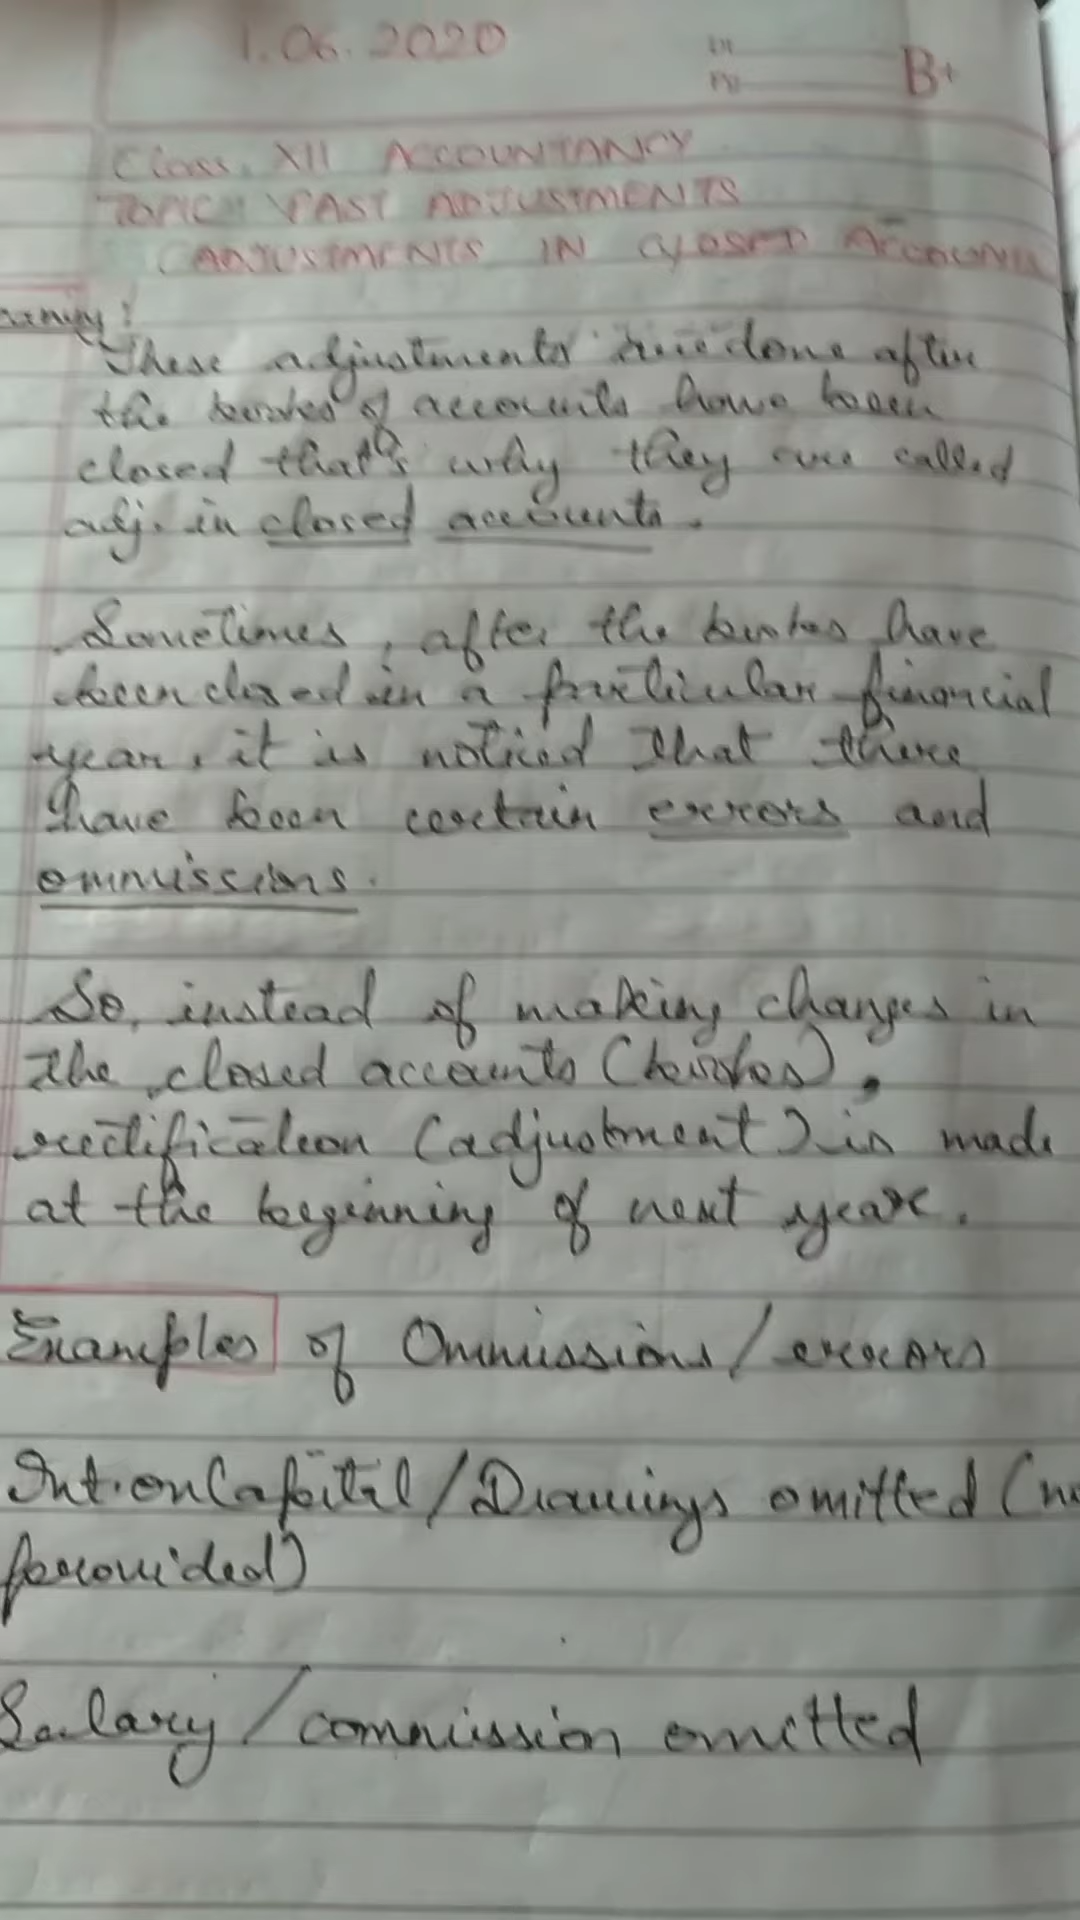 1.06.2020
B+
Class. XII ACCOUNTANCY
TOPIC: PAST ADJUSTMENTS
(ADJUSTMENTS IN CLOSED ACCOUNTS
These adjustments are done after
the books of accounts have been
closed that's why they are called
adj. in closed accounts.
Sometimes, after the books have
been closed in a particular financial
year, it is noticed that there
have been certain errors and
ommissions.
So, instead of making changes in
the closed accounts (books),
rectification (adjustment) is made
at the beginning of next year.
Examples of Ommissions/errors
Int. on Capital/Drawings omitted (
provided)
Salary/commission omitted